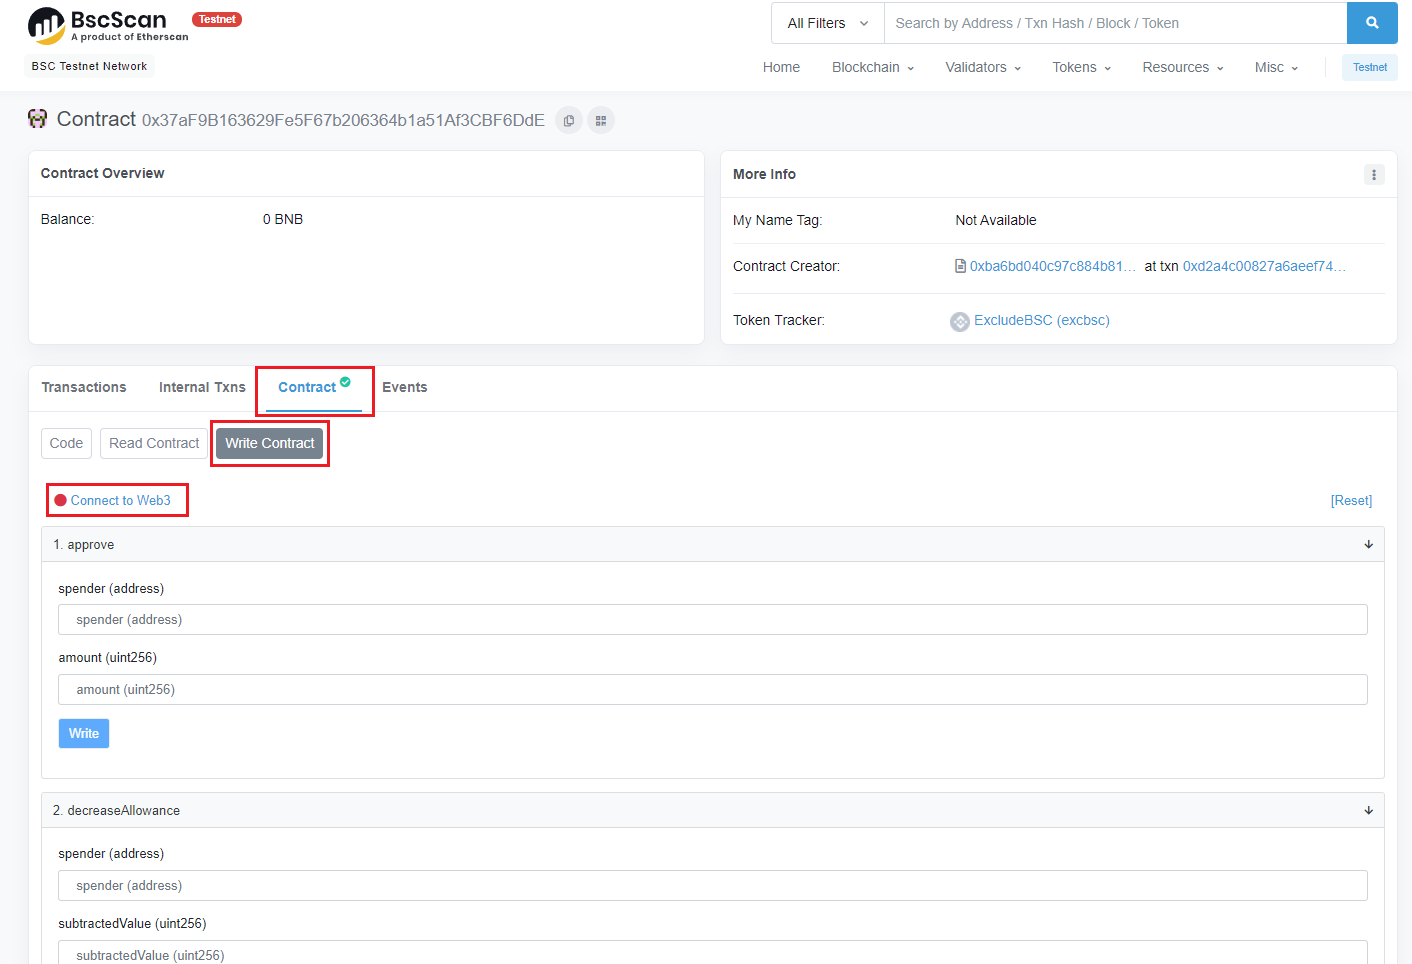 BscScan Testnet
A product of Etherscan
BSC Testnet Network
All Filters Search by Address / Txn Hash / Block / Token
Home Blockchain Validators Tokens Resources Misc Testnet
Contract 0x37aF9B163629Fe5F67b206364b1a51Af3CBF6DdE
Contract Overview
Balance: 0 BNB
More Info
My Name Tag: Not Available
Contract Creator: 0xba6bd040c97c884b81... at txn 0xd2a4c00827a6aeef74...
Token Tracker: ExcludeBSC (excbsc)
Transactions Internal Txns Contract Events
Code Read Contract Write Contract
Connect to Web3 [Reset]
1. approve
spender (address)
spender (address)
amount (uint256)
amount (uint256)
Write
2. decreaseAllowance
spender (address)
spender (address)
subtractedValue (uint256)
subtractedValue (uint256)